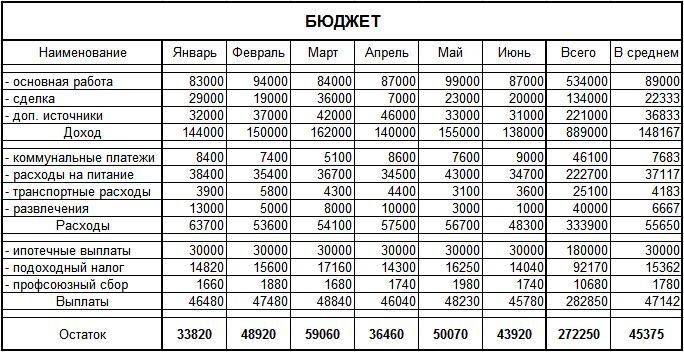 БЮДЖЕТ
Наименование Январь Февраль Март Апрель Май Июнь Всего В среднем
- основная работа 83000 94000 84000 87000 99000 87000 534000 89000
- сделка 29000 19000 36000 7000 23000 20000 134000 22333
- доп. источники 32000 37000 42000 46000 33000 31000 221000 36833
Доход 144000 150000 162000 140000 155000 138000 889000 148167
- коммунальные платежи 8400 7400 5100 8600 7600 9000 46100 7683
- расходы на питание 38400 35400 36700 34500 43000 34700 222700 37117
- транспортные расходы 3900 5800 4300 4400 3100 3600 25100 4183
- развлечения 13000 5000 8000 10000 3000 1000 40000 6667
Расходы 63700 53600 54100 57500 56700 48300 333900 55650
- ипотечные выплаты 30000 30000 30000 30000 30000 30000 180000 30000
- подоходный налог 14820 15600 17160 14300 16250 14040 92170 15362
- профсоюзный сбор 1660 1880 1680 1740 1980 1740 10680 1780
Выплаты 46480 47480 48840 46040 48230 45780 282850 47142
Остаток 33820 48920 59060 36460 50070 43920 272250 45375